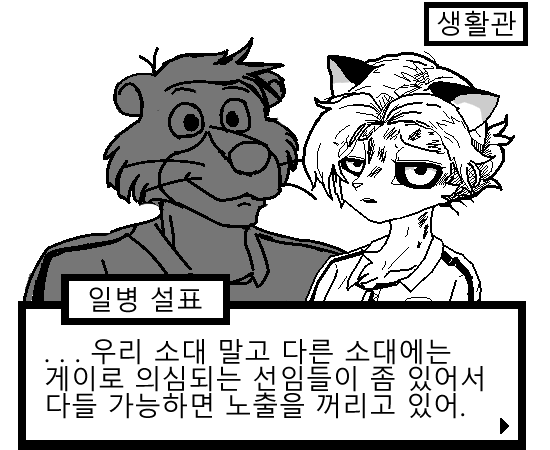 생활관
일병 설표
...우리 소대 말고 다른 소대에는
게이로 의심되는 선임들이 좀 있어서
다들 가능하면 노출을 꺼리고 있어.